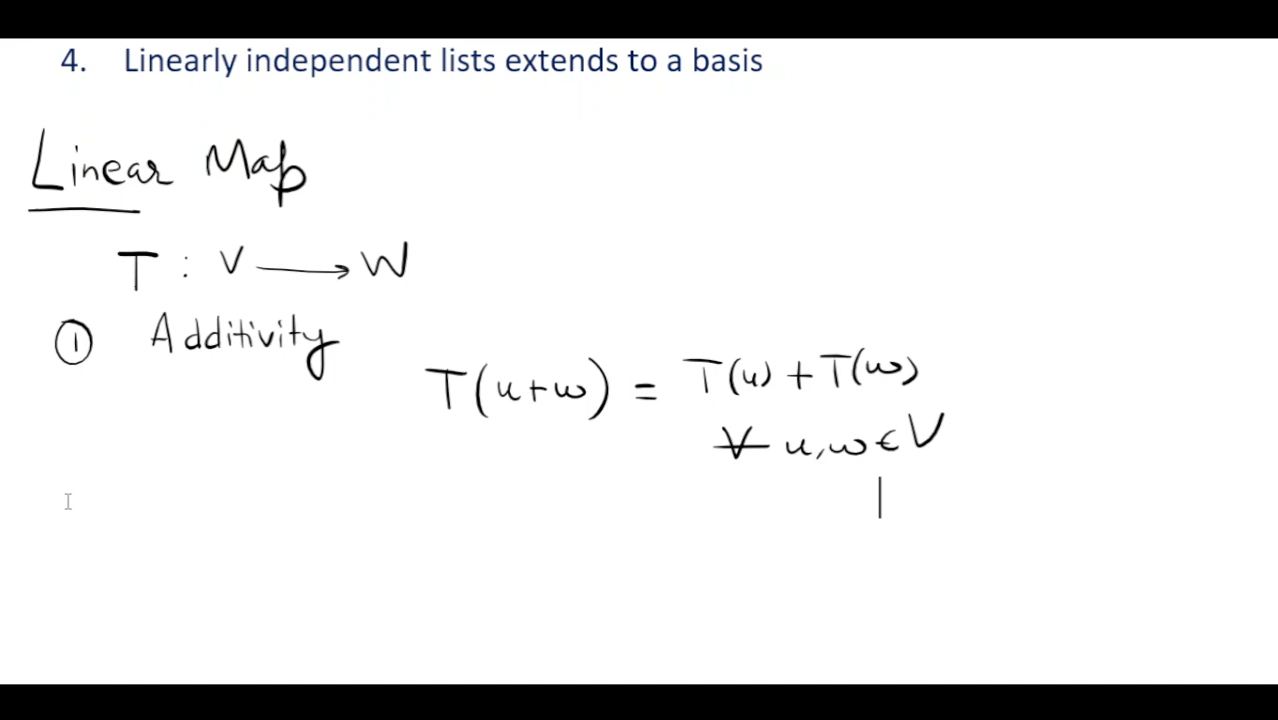 4. Linearly independent lists extends to a basis
Linear Map
T : V → W
① Additivity
T(u+w) = T(u) + T(w)
∀ u,w ∈ V